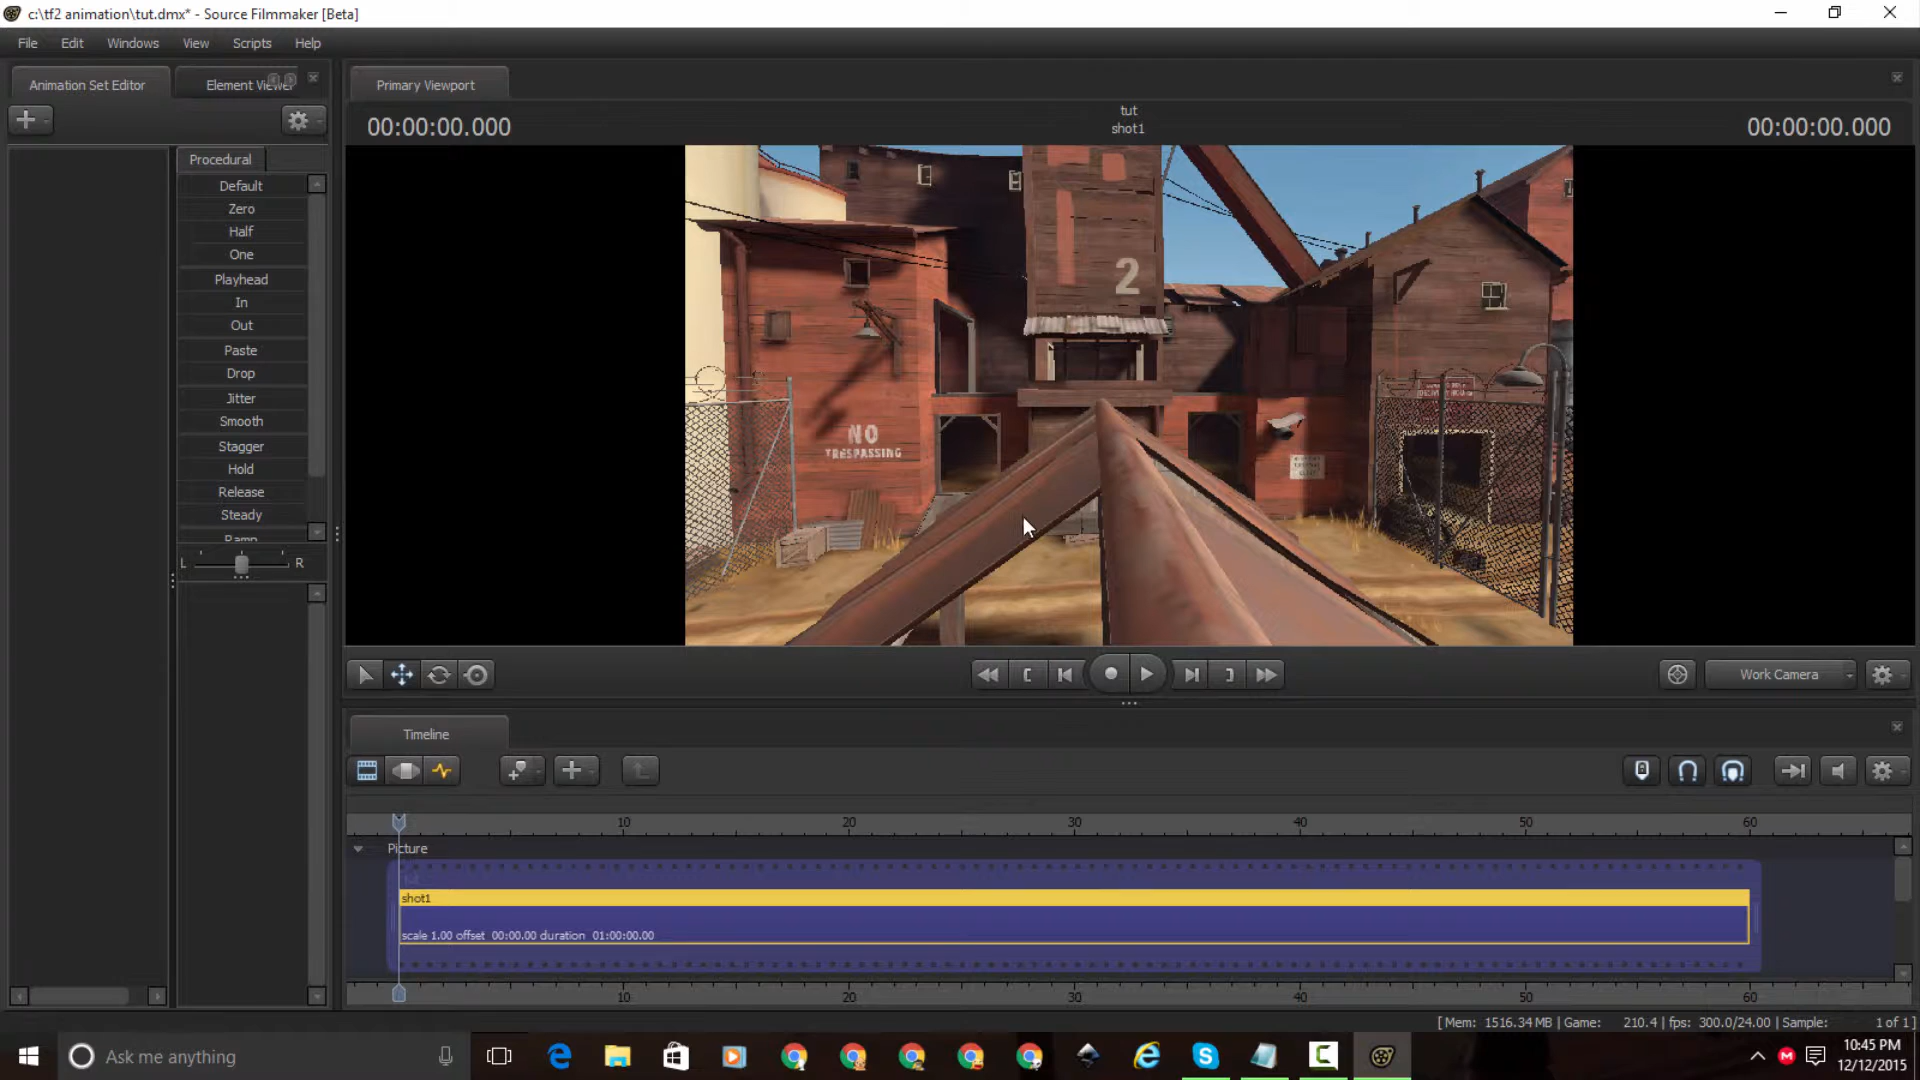 c:\tf2 animation\tut.dmx* - Source Filmmaker [Beta]
File Edit Windows View Scripts Help
Animation Set Editor
Element Viewer
Primary Viewport
00:00:00.000
tut
shot1
00:00:00.000
Procedural
Default
Zero
Half
One
Playhead
In
Out
Paste
Drop
Jitter
Smooth
Stagger
Hold
Release
Steady
Ramp
L R
2
NO
TRESPASSING
Work Camera
Timeline
10 20 30 40 50 60
Picture
shot1
scale 1.00 offset 00:00.00 duration 01:00:00.00
10 20 30 40 50 60
[ Mem: 1516.34 MB | Game: 210.4 | fps: 300.0/24.00 | Sample: 1 of 1 ]
Ask me anything
10:45 PM
12/12/2015